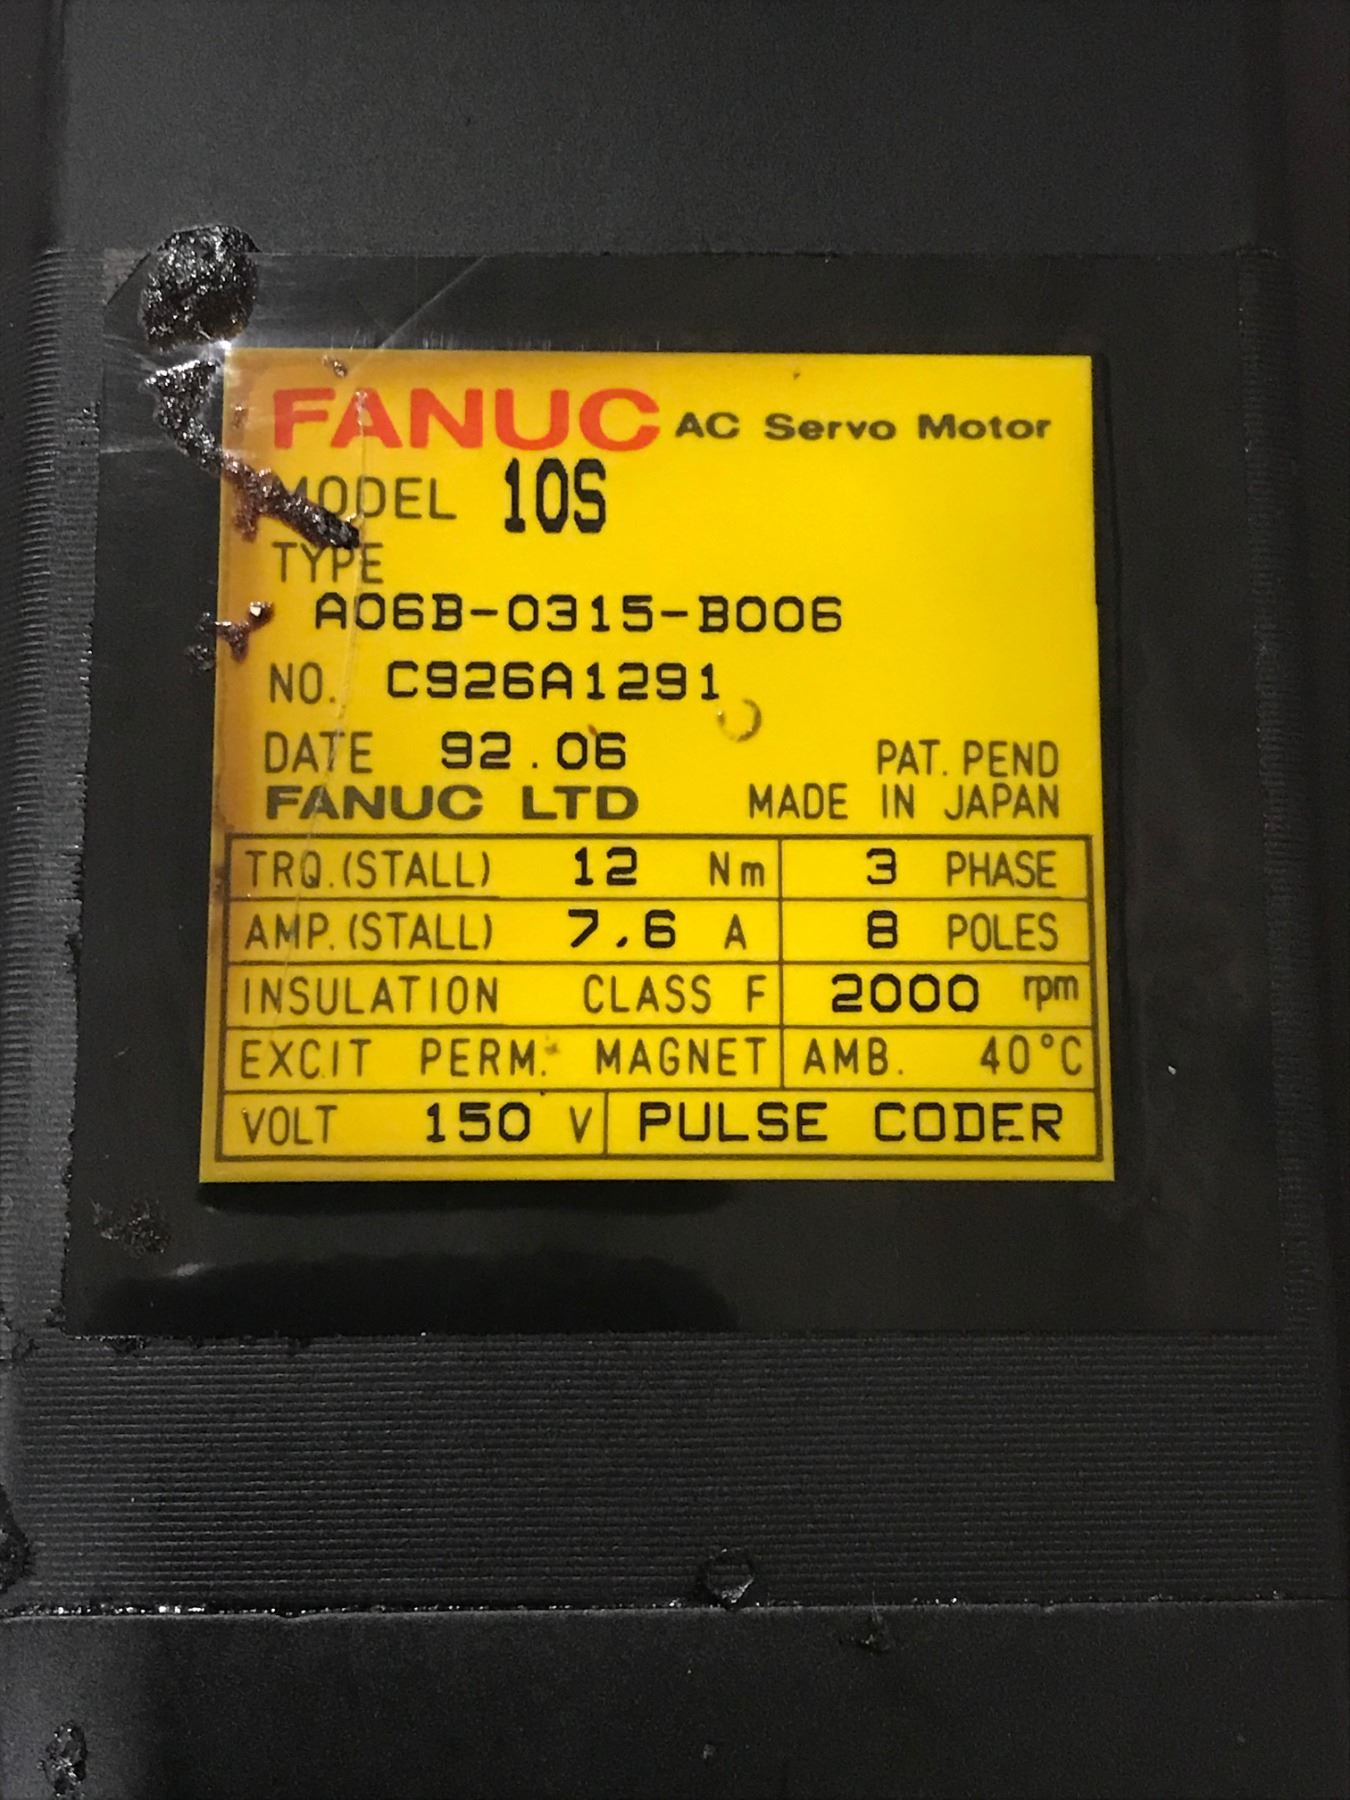 FANUC AC Servo Motor
MODEL 10S
TYPE
A06B-0315-B006
NO. C926A1291
DATE 92.06 PAT. PEND
FANUC LTD MADE IN JAPAN
TRQ.(STALL) 12 Nm 3 PHASE
AMP.(STALL) 7.6 A 8 POLES
INSULATION CLASS F 2000 rpm
EXCIT PERM. MAGNET AMB. 40°C
VOLT 150 V PULSE CODER